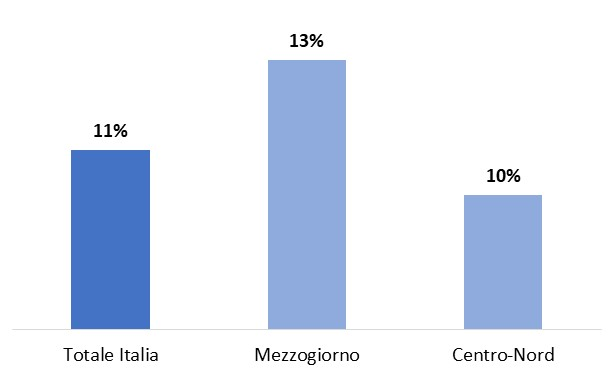 13%
11%
10%
Totale Italia
Mezzogiorno
Centro-Nord